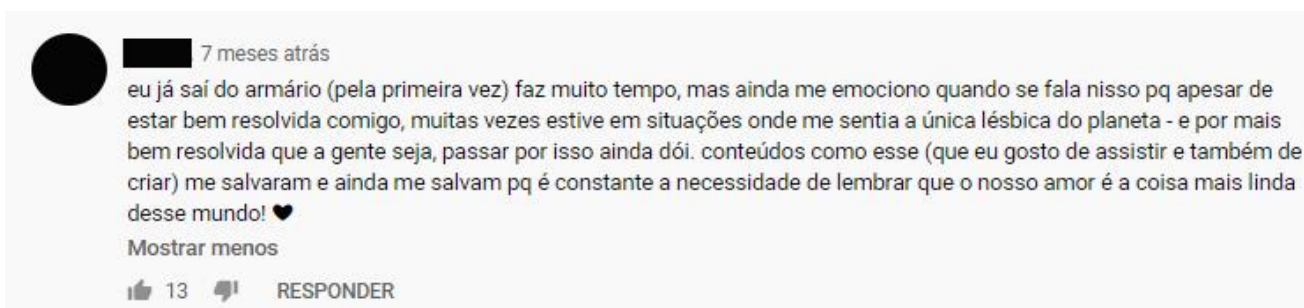 7 meses atrás
eu já saí do armário (pela primeira vez) faz muito tempo, mas ainda me emociono quando se fala nisso pq apesar de
estar bem resolvida comigo, muitas vezes estive em situações onde me sentia a única lésbica do planeta - e por mais
bem resolvida que a gente seja, passar por isso ainda dói. conteúdos como esse (que eu gosto de assistir e também de
criar) me salvaram e ainda me salvam pq é constante a necessidade de lembrar que o nosso amor é a coisa mais linda
desse mundo! ♥
Mostrar menos
13 RESPONDER